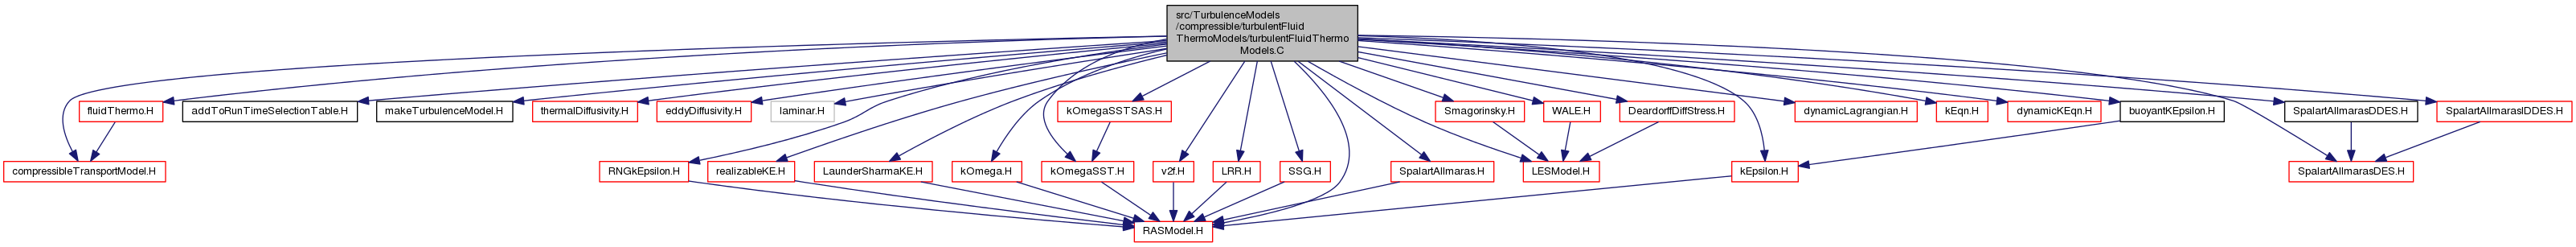 src/TurbulenceModels
/compressible/turbulentFluid
ThermoModels/turbulentFluidThermo
Models.C
fluidThermo.H
addToRunTimeSelectionTable.H
makeTurbulenceModel.H
thermalDiffusivity.H
eddyDiffusivity.H
laminar.H
kOmegaSSTSAS.H
Smagorinsky.H
WALE.H
DeardorffDiffStress.H
dynamicLagrangian.H
kEqn.H
dynamicKEqn.H
buoyantKEpsilon.H
SpalartAllmarasDDES.H
SpalartAllmarasIDDES.H
compressibleTransportModel.H
RNGkEpsilon.H
realizableKE.H
LaunderSharmaKE.H
kOmega.H
kOmegaSST.H
v2f.H
LRR.H
SSG.H
SpalartAllmaras.H
LESModel.H
kEpsilon.H
SpalartAllmarasDES.H
RASModel.H